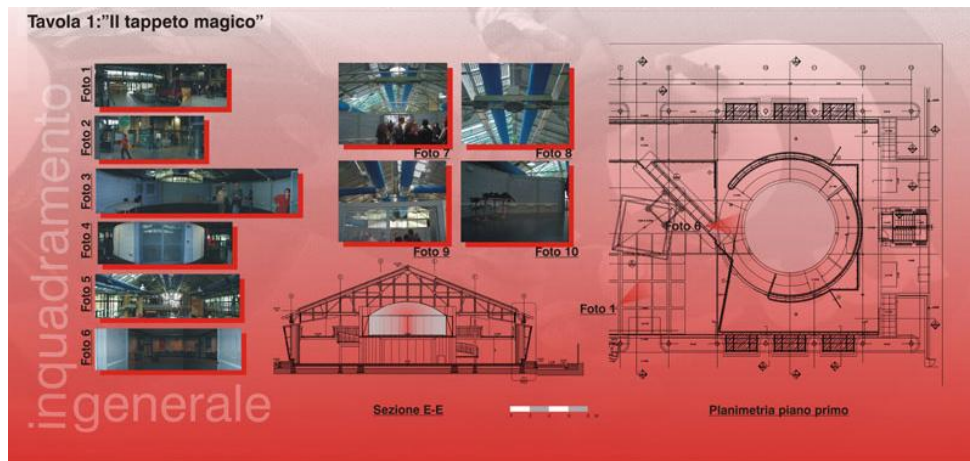 Tavola 1:"Il tappeto magico"
inquadramento
ingenerale
Foto 1
Foto 2
Foto 3
Foto 4
Foto 5
Foto 6
Foto 7
Foto 8
Foto 9
Foto 10
Foto 6
Foto 1
Sezione E-E
Planimetria piano primo